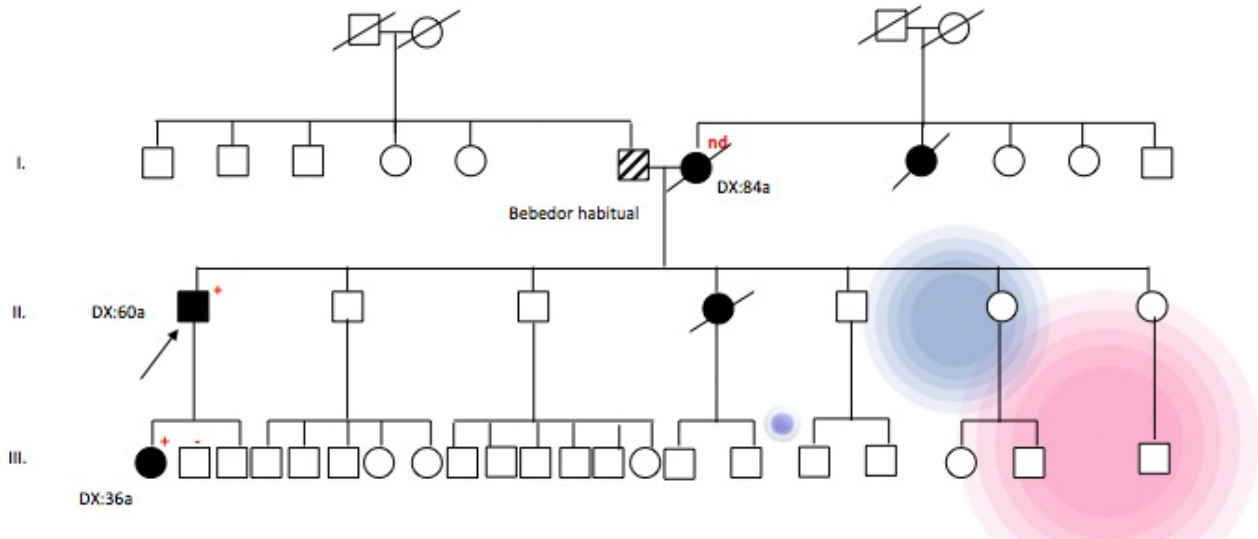 nd
I.
DX:84a
Bebedor habitual
+
II.
DX:60a
+ -
III.
DX:36a